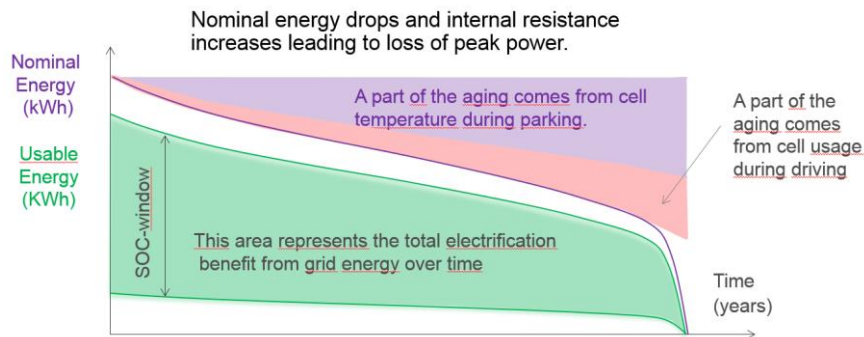 Nominal energy drops and internal resistance
increases leading to loss of peak power.
Nominal
Energy
(kWh)
A part of the aging comes from cell
temperature during parking.
A part of the
aging comes
from cell usage
during driving
Usable
Energy
(KWh)
SOC-window
This area represents the total electrification
benefit from grid energy over time
Time
(years)